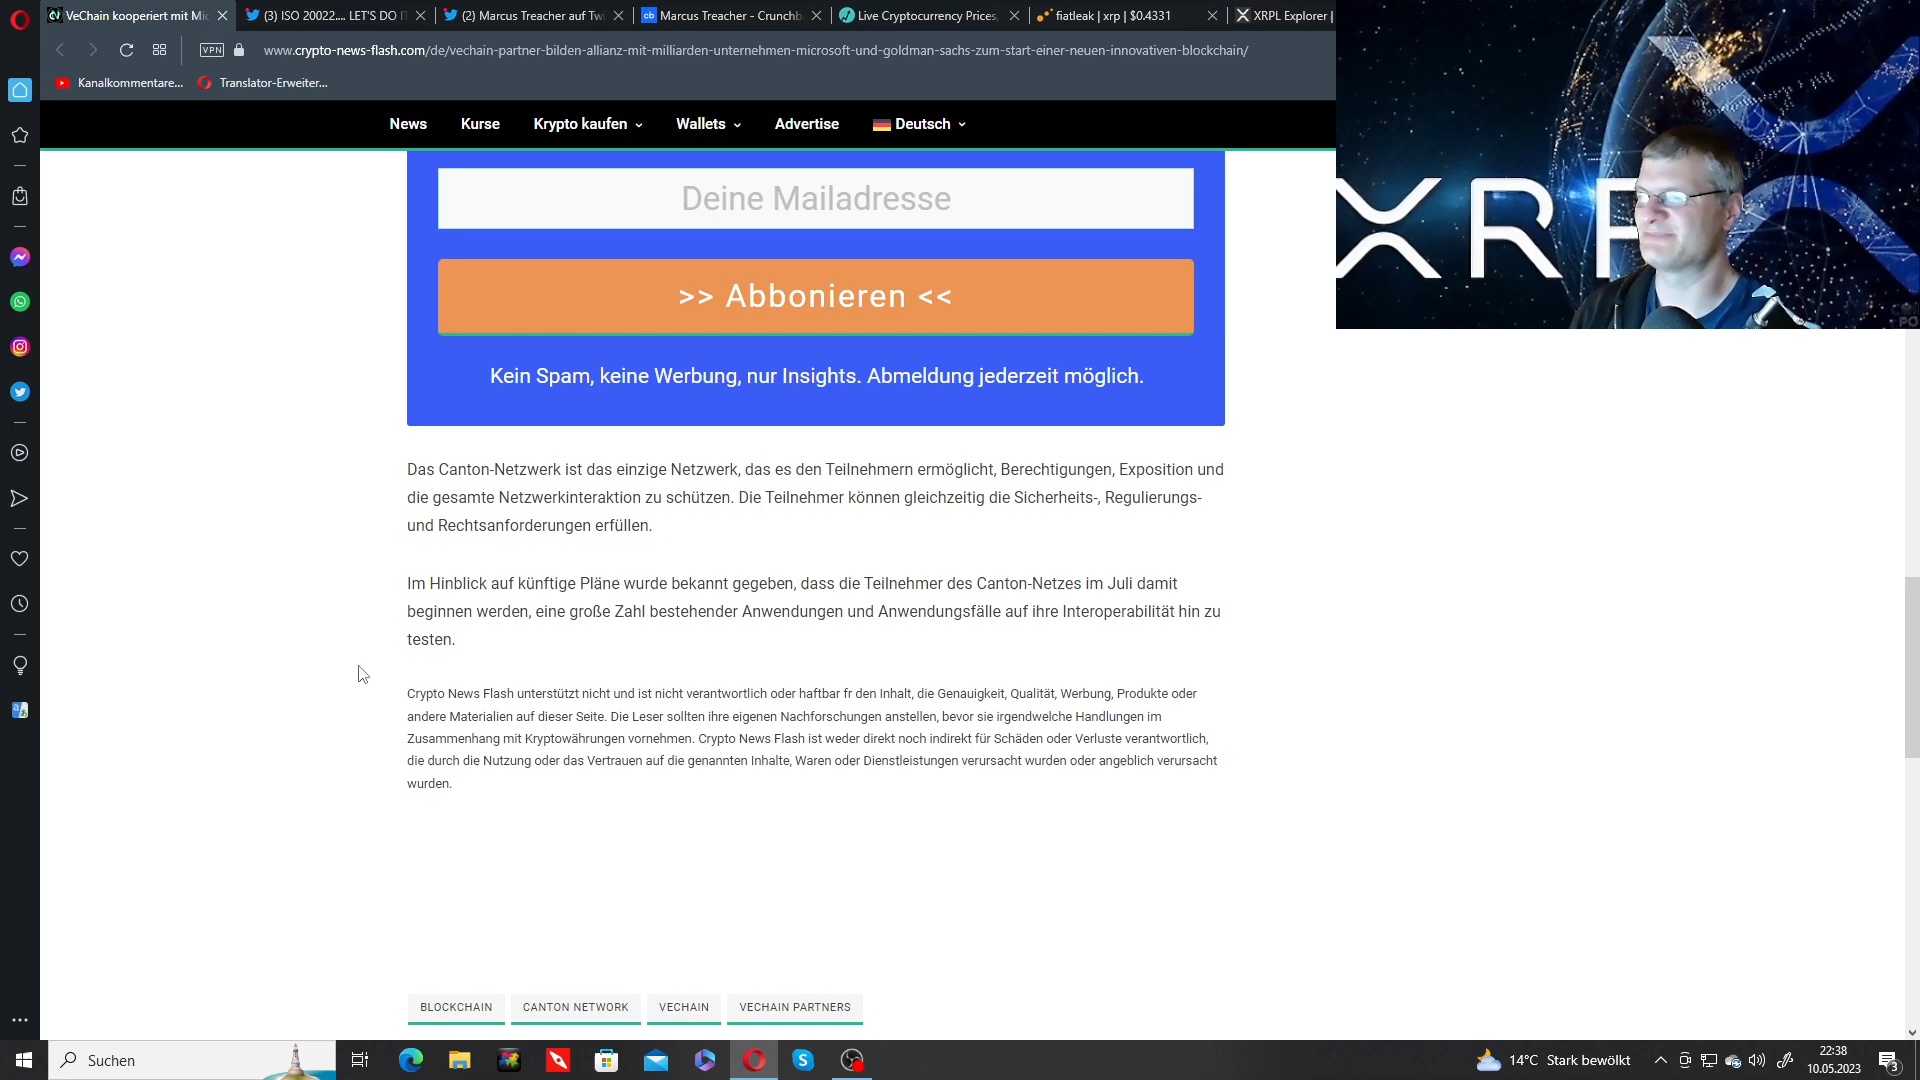 VeChain kooperiert mit Mic
(3) ISO 20022.... LET'S DO I
(2) Marcus Treacher auf Tw
Marcus Treacher - Crunchb
Live Cryptocurrency Prices,
fiatleak | xrp | $0.4331
XRPL Explorer |
VPN
www.crypto-news-flash.com/de/vechain-partner-bilden-allianz-mit-milliarden-unternehmen-microsoft-und-goldman-sachs-zum-start-einer-neuen-innovativen-blockchain/
Kanalkommentare...
Translator-Erweiter...
News
Kurse
Krypto kaufen
Wallets
Advertise
Deutsch
Deine Mailadresse
>> Abbonieren <<
Kein Spam, keine Werbung, nur Insights. Abmeldung jederzeit möglich.
XRP
Das Canton-Netzwerk ist das einzige Netzwerk, das es den Teilnehmern ermöglicht, Berechtigungen, Exposition und
die gesamte Netzwerkinteraktion zu schützen. Die Teilnehmer können gleichzeitig die Sicherheits-, Regulierungs-
und Rechtsanforderungen erfüllen.
Im Hinblick auf künftige Pläne wurde bekannt gegeben, dass die Teilnehmer des Canton-Netzes im Juli damit
beginnen werden, eine große Zahl bestehender Anwendungen und Anwendungsfälle auf ihre Interoperabilität hin zu
testen.
Crypto News Flash unterstützt nicht und ist nicht verantwortlich oder haftbar fr den Inhalt, die Genauigkeit, Qualität, Werbung, Produkte oder
andere Materialien auf dieser Seite. Die Leser sollten ihre eigenen Nachforschungen anstellen, bevor sie irgendwelche Handlungen im
Zusammenhang mit Kryptowährungen vornehmen. Crypto News Flash ist weder direkt noch indirekt für Schäden oder Verluste verantwortlich,
die durch die Nutzung oder das Vertrauen auf die genannten Inhalte, Waren oder Dienstleistungen verursacht wurden oder angeblich verursacht
wurden.
BLOCKCHAIN
CANTON NETWORK
VECHAIN
VECHAIN PARTNERS
Suchen
14°C Stark bewölkt
22:38
10.05.2023
3